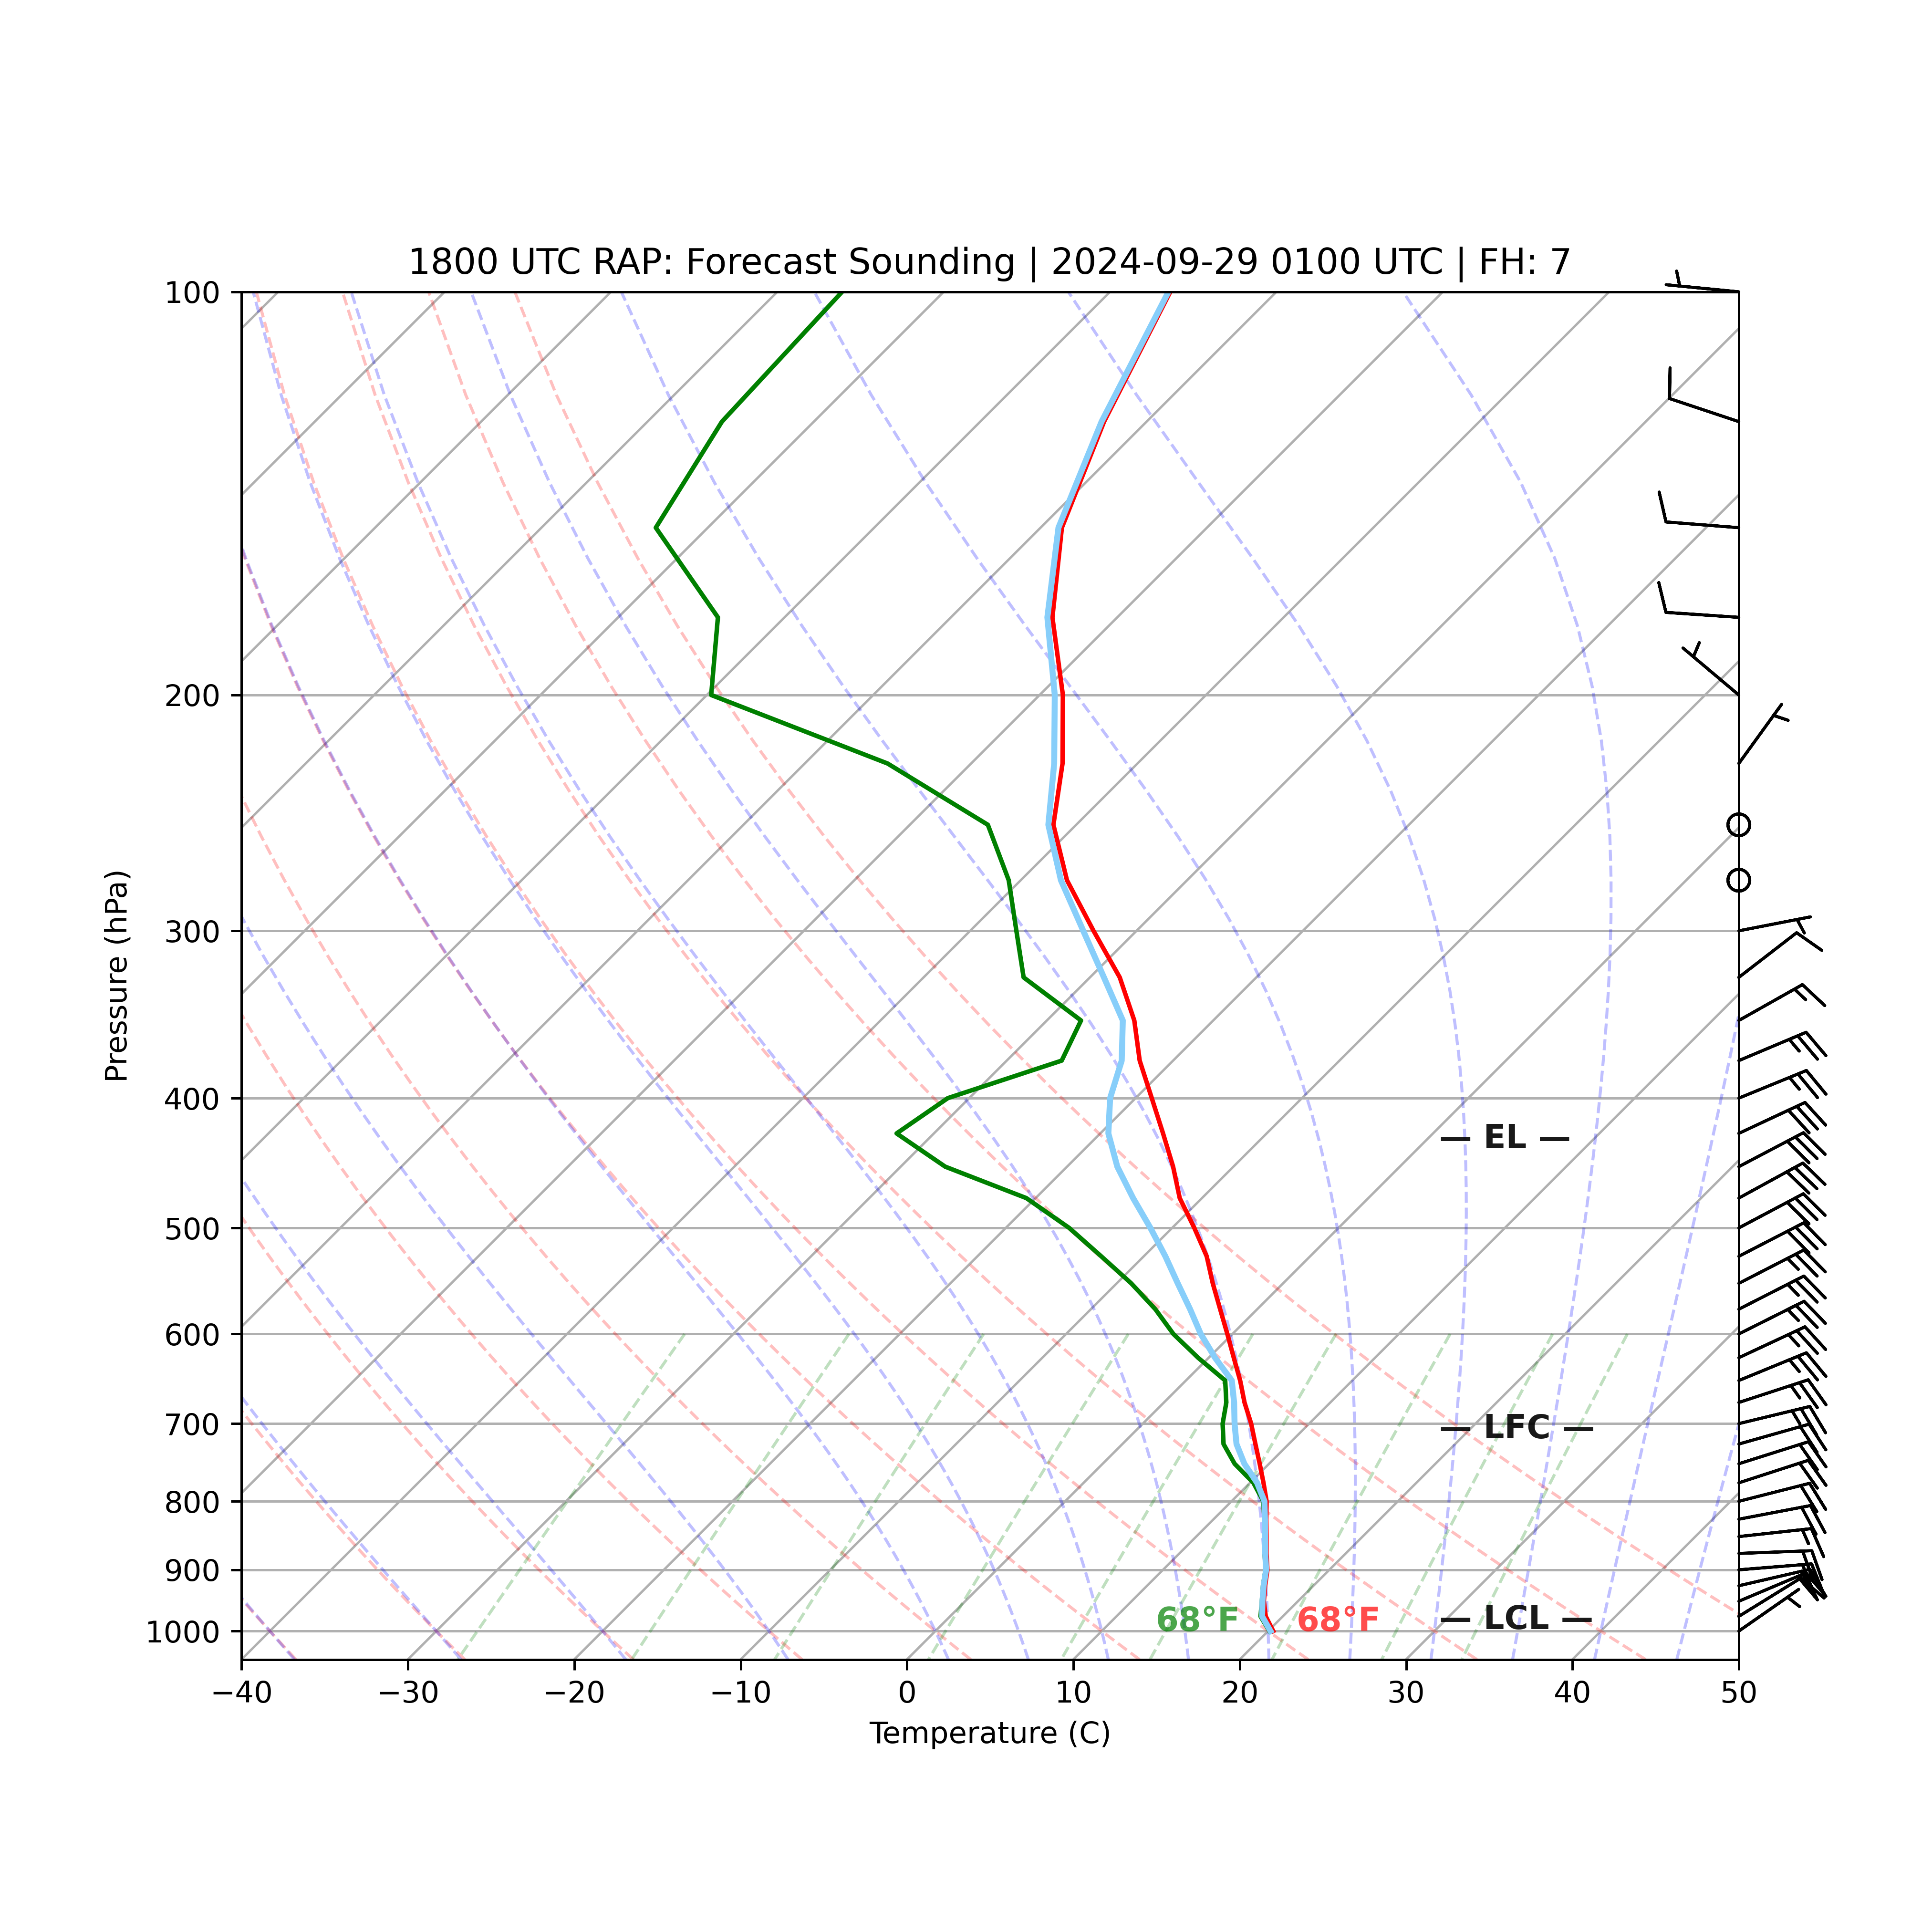 1800 UTC RAP: Forecast Sounding | 2024-09-29 0100 UTC | FH: 7
100
200
300
400
500
600
700
800
900
1000
Pressure (hPa)
— EL —
— LFC —
— LCL —
68°F 68°F
−40 −30 −20 −10 0 10 20 30 40 50
Temperature (C)